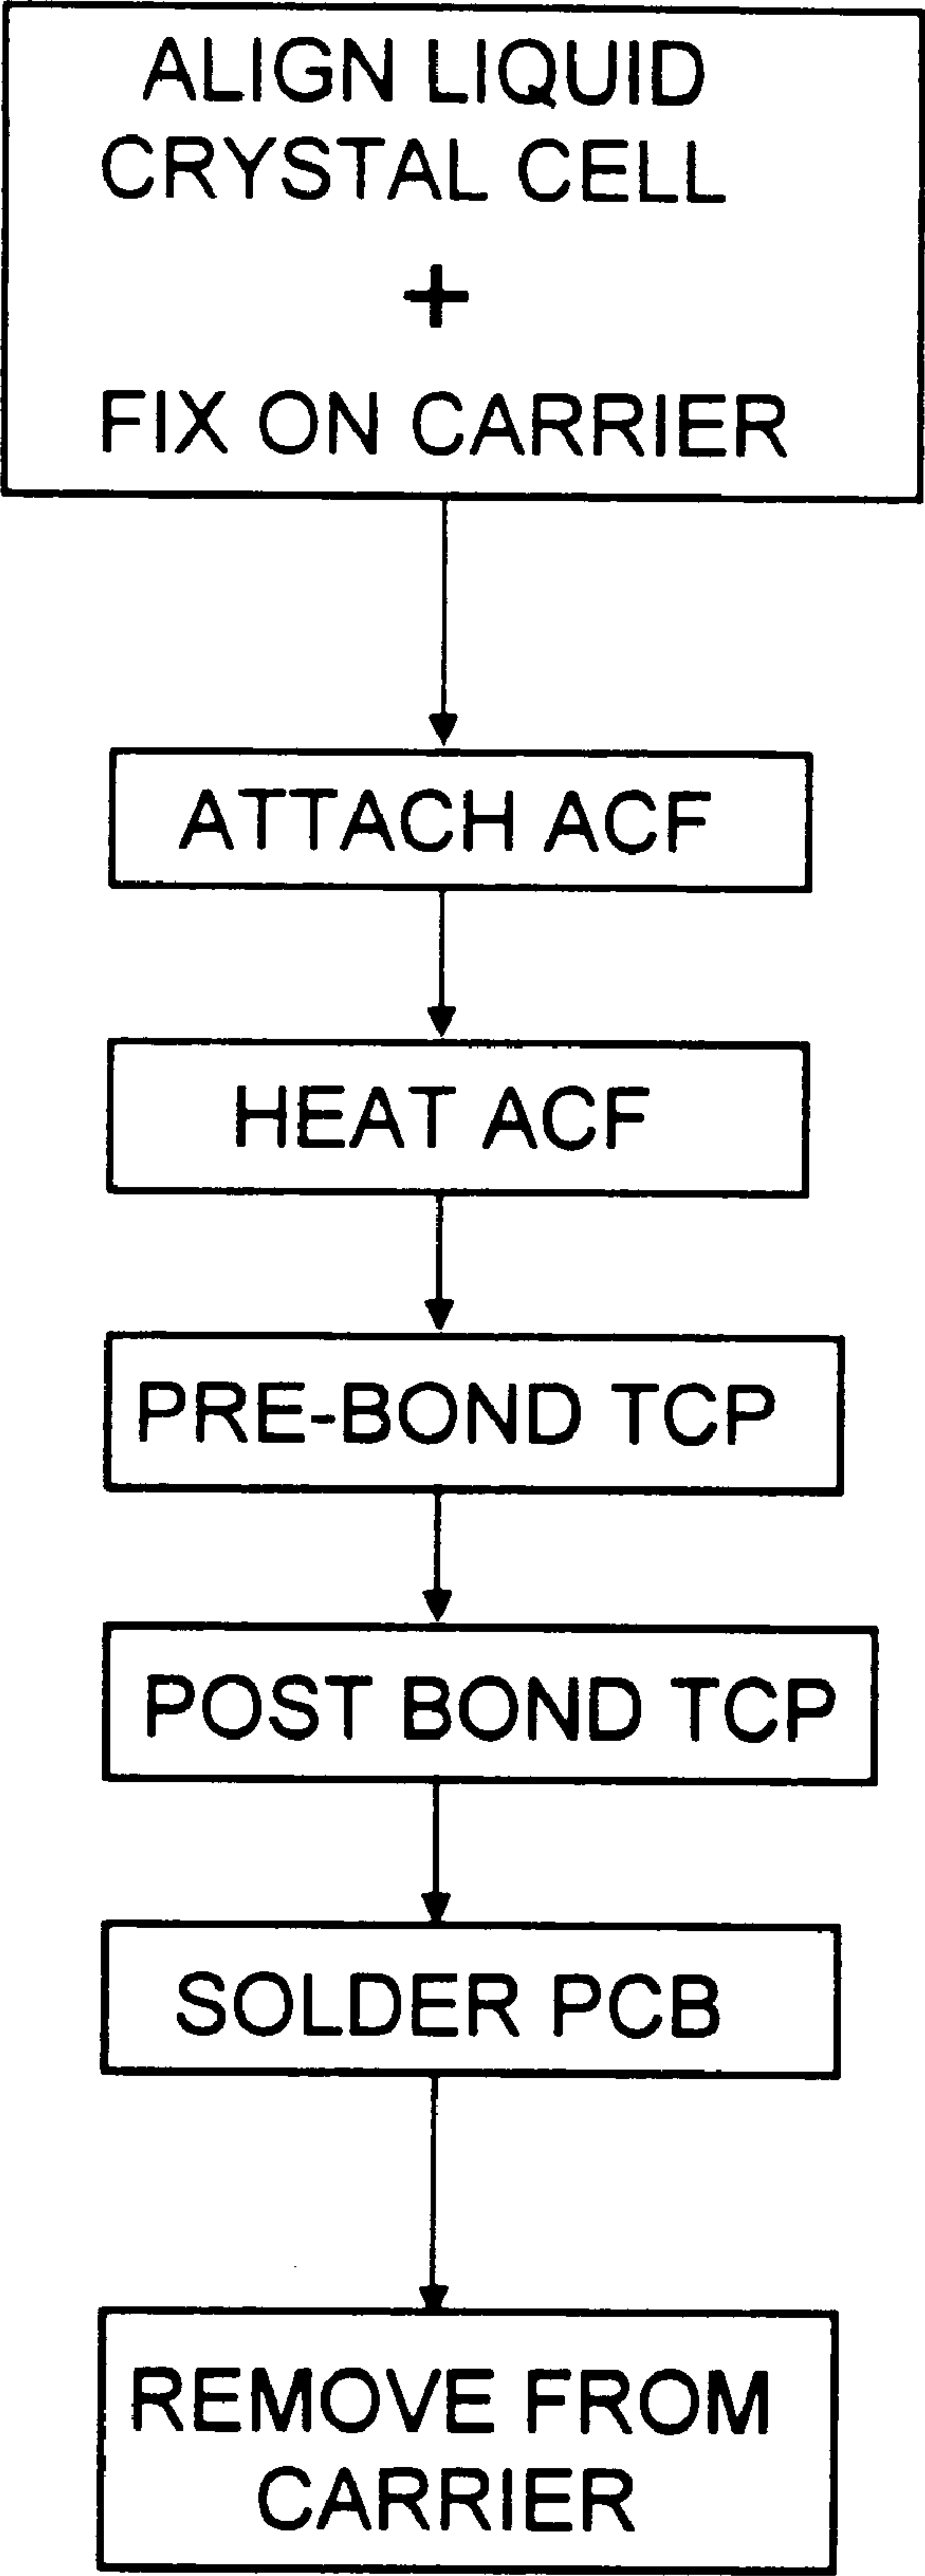 ALIGN LIQUID
CRYSTAL CELL
+
FIX ON CARRIER
ATTACH ACF
HEAT ACF
PRE-BOND TCP
POST BOND TCP
SOLDER PCB
REMOVE FROM
CARRIER